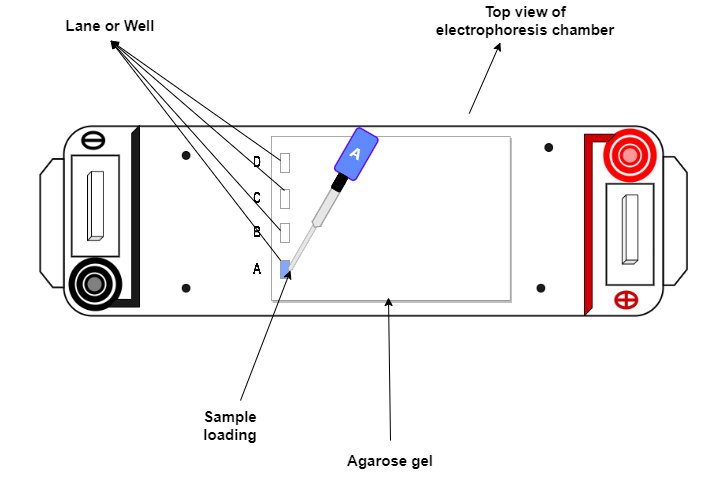 Top view of
electrophoresis chamber
Lane or Well
A
D
C
B
A
Sample
loading
Agarose gel